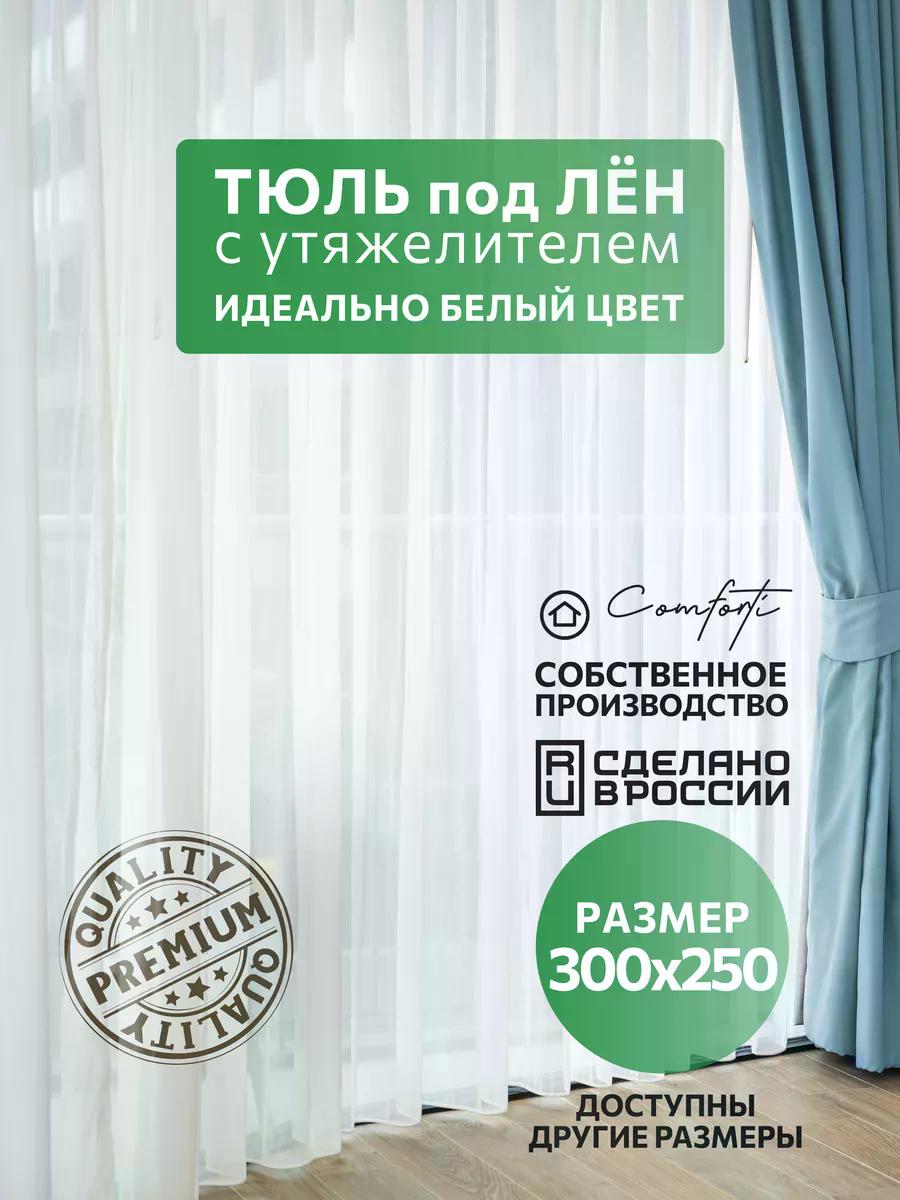 ТЮЛЬ под ЛЁН
с утяжелителем
ИДЕАЛЬНО БЕЛЫЙ ЦВЕТ
Comforti
СОБСТВЕННОЕ
ПРОИЗВОДСТВО
RU СДЕЛАНО
В РОССИИ
QUALITY
PREMIUM
QUALITY
РАЗМЕР
300х250
ДОСТУПНЫ
ДРУГИЕ РАЗМЕРЫ